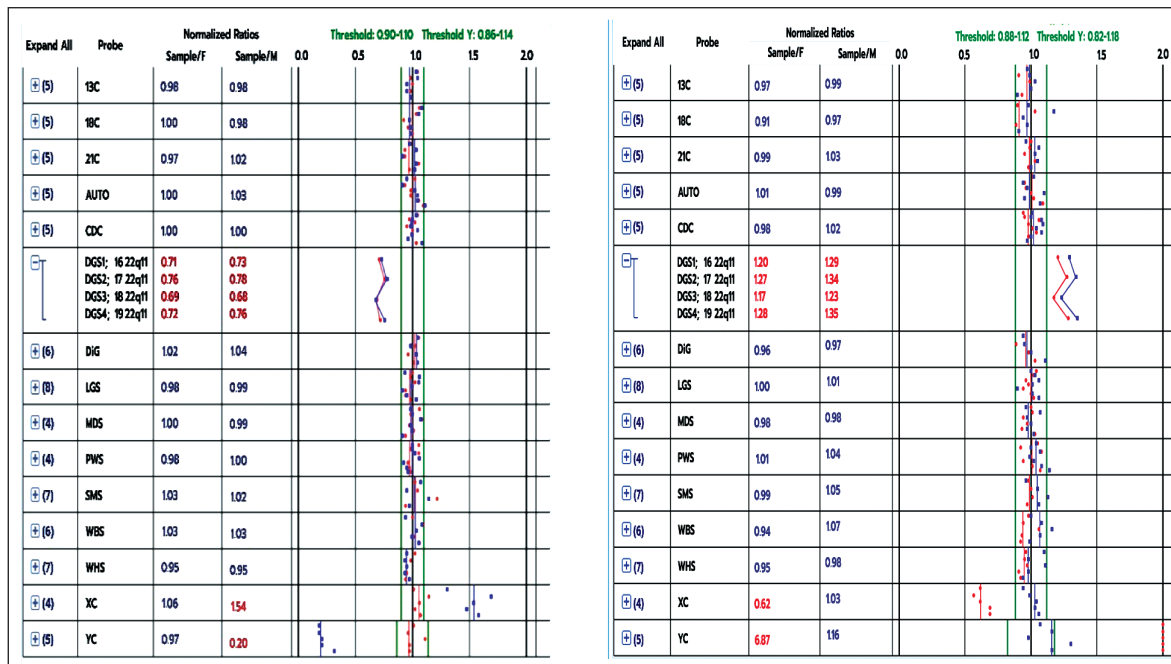 Expand All Probe Normalized Ratios Threshold: 0.90-1.10 Threshold Y: 0.86-1.14
Sample/F Sample/M 0.0 0.5 1.0 1.5 2.0
(5) 13C 0.98 0.98
(5) 18C 1.00 0.98
(5) 21C 0.97 1.02
(5) AUTO 1.00 1.03
(5) CDC 1.00 1.00
DGS1; 16 22q11 0.71 0.73
DGS2; 17 22q11 0.76 0.78
DGS3; 18 22q11 0.69 0.68
DGS4; 19 22q11 0.72 0.76
(6) DiG 1.02 1.04
(8) LGS 0.98 0.99
(4) MDS 1.00 0.99
(4) PWS 0.98 1.00
(7) SMS 1.03 1.02
(6) WBS 1.03 1.03
(7) WHS 0.95 0.95
(4) XC 1.06 1.54
(5) YC 0.97 0.20
Expand All Probe Normalized Ratios Threshold: 0.88-1.12 Threshold Y: 0.82-1.18
Sample/F Sample/M 0.0 0.5 1.0 1.5 2.0
(5) 13C 0.97 0.99
(5) 18C 0.91 0.97
(5) 21C 0.99 1.03
(5) AUTO 1.01 0.99
(5) CDC 0.98 1.02
DGS1; 16 22q11 1.20 1.29
DGS2; 17 22q11 1.27 1.34
DGS3; 18 22q11 1.17 1.23
DGS4; 19 22q11 1.28 1.35
(6) DiG 0.96 0.97
(8) LGS 1.00 1.01
(4) MDS 0.98 0.98
(4) PWS 1.01 1.04
(7) SMS 0.99 1.05
(6) WBS 0.94 1.07
(7) WHS 0.95 0.98
(4) XC 0.62 1.03
(5) YC 6.87 1.16